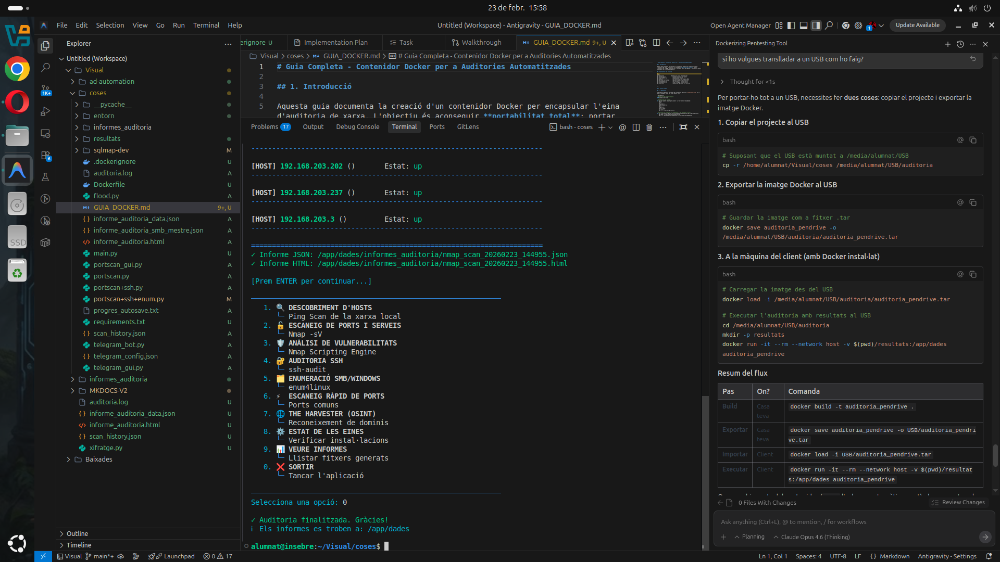 23 de febr.  15:58
File Edit Selection View Go Run Terminal Help
Untitled (Workspace) - Antigravity - GUIA_DOCKER.md
Open Agent Manager
1
Update Available
Explorer
Untitled (Workspace)
Visual
ad-automation
coses
__pycache__
entorn
informes_auditoria
resultats
sqlmap-dev M
.dockerignore U
auditoria.log A
Dockerfile U
flood.py A
GUIA_DOCKER.md 9+, U
informe_auditoria_data.json A
informe_auditoria_smb_mestre.json A
informe_auditoria.html A
main.py U
portscan_gui.py A
portscan.py A
portscan+ssh.py A
portscan+ssh+enum.py M
progres_autosave.txt A
requirements.txt U
scan_history.json A
telegram_bot.py A
telegram_config.json A
telegram_gui.py A
informes_auditoria
MKDOCS-V2
auditoria.log U
informe_auditoria_data.json U
informe_auditoria.html U
scan_history.json U
xifratge.py U
Baixades
Outline
Timeline
1K+
6
SSD
erignore U
Implementation Plan
Task
Walkthrough
GUIA_DOCKER.md 9+, U
Visual > coses > GUIA_DOCKER.md > # Guia Completa - Contenidor Docker per a Auditories Automatitzades
1 # Guia Completa - Contenidor Docker per a Auditories Automatitzades
2
3 ## 1. Introducció
4
5 Aquesta guia documenta la creació d'un contenidor Docker per encapsular l'eina
d'auditoria de xarxa. L'objectiu és aconseguir **portabilitat total**: portar
Problems 17 Output Debug Console Terminal Ports GitLens
bash - coses
----------------------------------------------------------------------
[HOST] 192.168.203.202 () Estat: up
----------------------------------------------------------------------
[HOST] 192.168.203.237 () Estat: up
----------------------------------------------------------------------
[HOST] 192.168.203.3 () Estat: up
----------------------------------------------------------------------
======================================================================
✓ Informe JSON: /app/dades/informes_auditoria/nmap_scan_20260223_144955.json
✓ Informe HTML: /app/dades/informes_auditoria/nmap_scan_20260223_144955.html
[Prem ENTER per continuar...]
1. DESCOBRIMENT D'HOSTS
└─ Ping Scan de la xarxa local
2. ESCANEIG DE PORTS I SERVEIS
└─ Nmap -sV
3. ANÀLISI DE VULNERABILITATS
└─ Nmap Scripting Engine
4. AUDITORIA SSH
└─ ssh-audit
5. ENUMERACIÓ SMB/WINDOWS
└─ enum4linux
6. ESCANEIG RÀPID DE PORTS
└─ Ports comuns
7. THE HARVESTER (OSINT)
└─ Reconeixement de dominis
8. ESTAT DE LES EINES
└─ Verificar instal·lacions
9. VEURE INFORMES
└─ Llistar fitxers generats
0. SORTIR
└─ Tancar l'aplicació
Selecciona una opció: 0
✓ Auditoria finalitzada. Gràcies!
i Els informes es troben a: /app/dades
alumnat@insebre:~/Visual/coses$
Dockerizing Pentesting Tool
si ho vulgues translladar a un USB com ho faig?
Thought for <1s
Per portar-ho tot a un USB, necessites fer dues coses: copiar el projecte i exportar la
imatge Docker.
1. Copiar el projecte al USB
bash
# Suposant que el USB està muntat a /media/alumnat/USB
cp -r /home/alumnat/Visual/coses /media/alumnat/USB/auditoria
2. Exportar la imatge Docker al USB
bash
# Guardar la imatge com a fitxer .tar
docker save auditoria_pendrive -o
/media/alumnat/USB/auditoria/auditoria_pendrive.tar
3. A la màquina del client (amb Docker instal·lat)
bash
# Carregar la imatge des del USB
docker load -i /media/alumnat/USB/auditoria/auditoria_pendrive.tar
# Executar l'auditoria amb resultats al USB
cd /media/alumnat/USB/auditoria
mkdir -p resultats
docker run -it --rm --network host -v $(pwd)/resultats:/app/dades
auditoria_pendrive
Resum del flux
Pas On? Comanda
Build Casa teva docker build -t auditoria_pendrive .
Exportar Casa teva docker save auditoria_pendrive -o USB/auditoria_pendri
ve.tar
Importar Client docker load -i USB/auditoria_pendrive.tar
Executar Client docker run -it --rm --network host -v $(pwd)/resultat
s:/app/dades auditoria_pendrive
0 Files With Changes
Review Changes
Ask anything (Ctrl+L), @ to mention, / for workflows
Planning
Claude Opus 4.6 (Thinking)
Visual main*+ Launchpad 0 17
Ln 1, Col 1 Spaces: 4 UTF-8 LF { } Markdown Antigravity - Settings